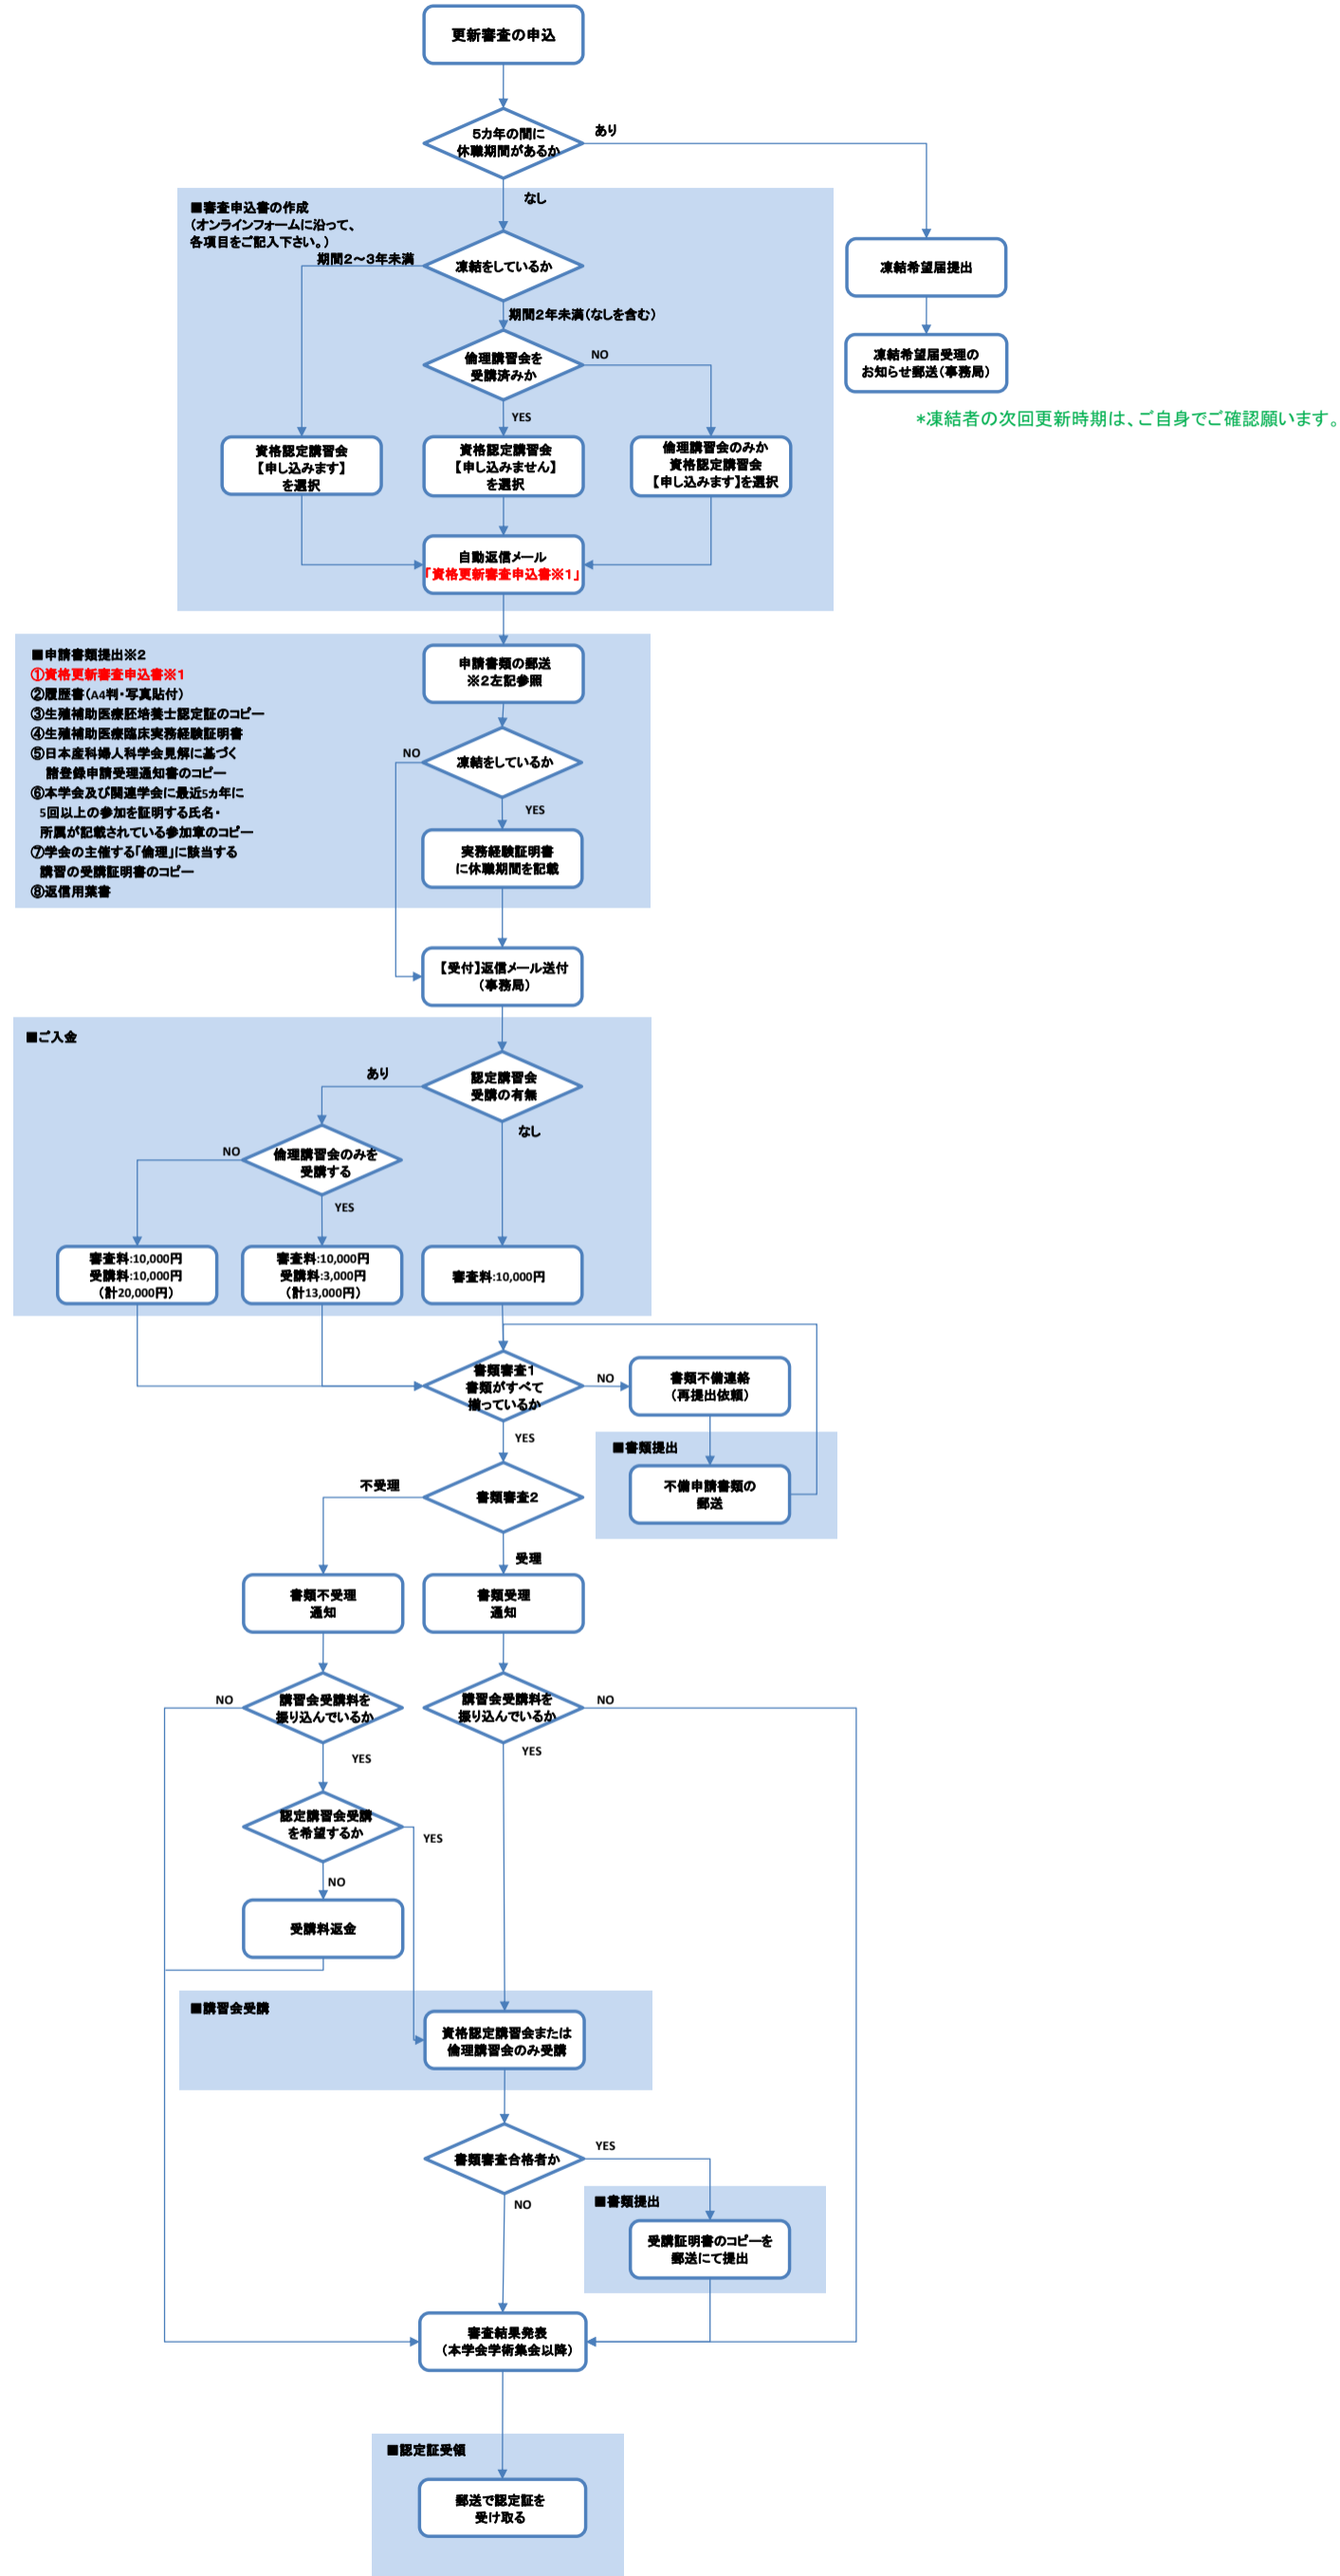 更新審査の申込
5カ年の間に
休職期間があるか
あり
なし
■審査申込書の作成
(オンラインフォームに沿って、
各項目をご記入下さい。)
期間2～3年未満
凍結をしているか
凍結希望届提出
期間2年未満(なしを含む)
倫理講習会を
受講済みか
NO
YES
凍結希望届受理の
お知らせ郵送(事務局)
*凍結者の次回更新時期は、ご自身でご確認願います。
資格認定講習会
【申し込みます】
を選択
資格認定講習会
【申し込みません】
を選択
倫理講習会のみか
資格認定講習会
【申し込みます】を選択
自動返信メール
「資格更新審査申込書※1」
■申請書類提出※2
①資格更新審査申込書※1
②履歴書(A4判・写真貼付)
③生殖補助医療胚培養士認定証のコピー
④生殖補助医療臨床実務経験証明書
⑤日本産科婦人科学会見解に基づく
諸登録申請受理通知書のコピー
⑥本学会及び関連学会に最近5ヵ年に
5回以上の参加を証明する氏名・
所属が記載されている参加章のコピー
⑦学会の主催する「倫理」に該当する
講習の受講証明書のコピー
⑧返信用葉書
申請書類の郵送
※2左記参照
凍結をしているか
NO
YES
実務経験証明書
に休職期間を記載
【受付】返信メール送付
(事務局)
■ご入金
認定講習会
受講の有無
あり
なし
倫理講習会のみを
受講する
NO
YES
審査料:10,000円
受講料:10,000円
(計20,000円)
審査料:10,000円
受講料:3,000円
(計13,000円)
審査料:10,000円
書類審査1
書類がすべて
揃っているか
NO
YES
書類不備連絡
(再提出依頼)
■書類提出
不備申請書類の
郵送
書類審査2
不受理
受理
書類不受理
通知
書類受理
通知
講習会受講料を
振り込んでいるか
NO
YES
講習会受講料を
振り込んでいるか
NO
YES
認定講習会受講
を希望するか
YES
NO
受講料返金
■講習会受講
資格認定講習会または
倫理講習会のみ受講
書類審査合格者か
YES
NO
■書類提出
受講証明書のコピーを
郵送にて提出
審査結果発表
(本学会学術集会以降)
■認定証受領
郵送で認定証を
受け取る